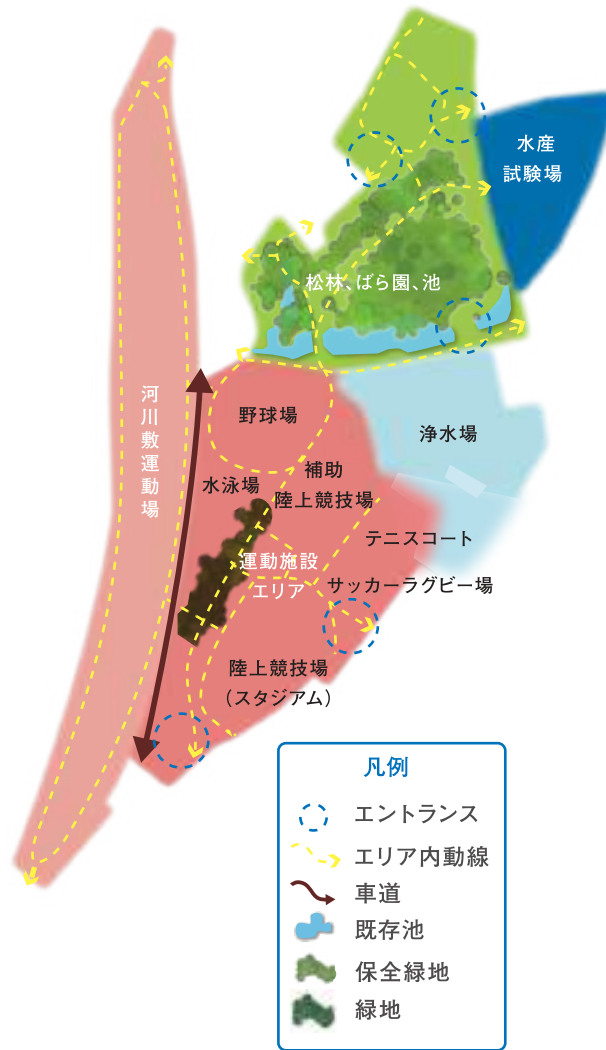 水産
試験場
松林、ばら園、池
河川敷運動場
野球場
浄水場
補助
陸上競技場
水泳場
テニスコート
運動施設
エリア
サッカーラグビー場
陸上競技場
（スタジアム）
凡例
エントランス
エリア内動線
車道
既存池
保全緑地
緑地